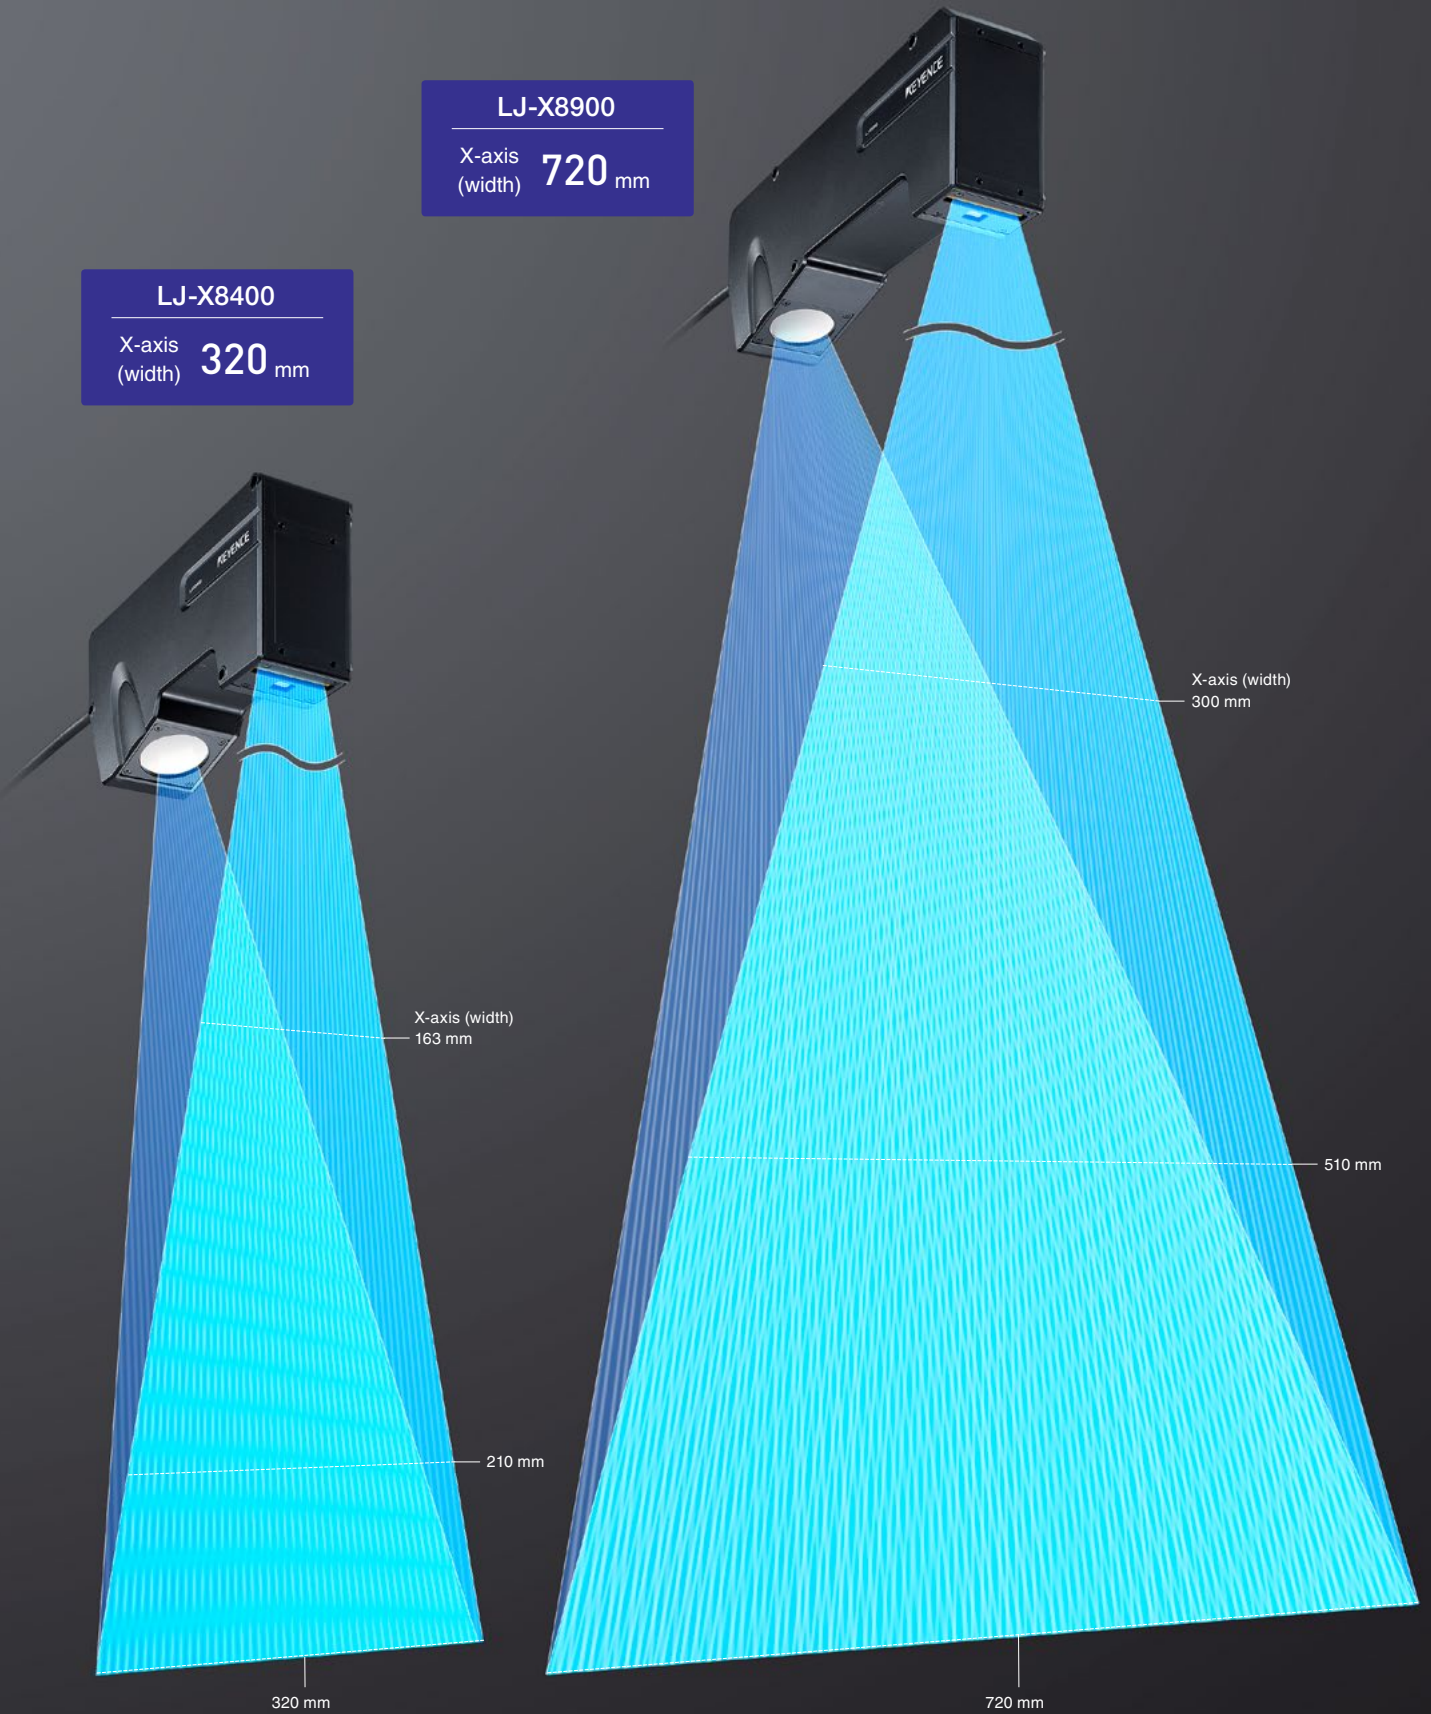 LJ-X8900
X-axis
(width)
720 mm
KEYENCE
LJ-X8400
X-axis
(width)
320 mm
KEYENCE
X-axis (width)
300 mm
X-axis (width)
163 mm
510 mm
210 mm
320 mm
720 mm